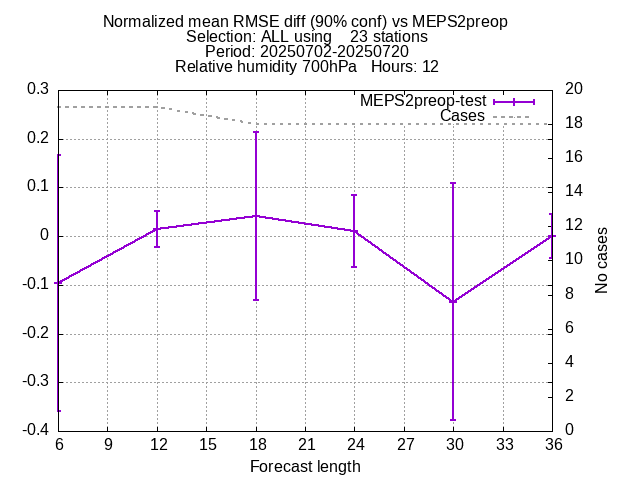 Normalized mean RMSE diff (90% conf) vs MEPS2preop
Selection: ALL using    23 stations
Period: 20250702-20250720
Relative humidity 700hPa   Hours: 12
MEPS2preop-test
Cases
0.3
0.2
0.1
0
-0.1
-0.2
-0.3
-0.4
20
18
16
14
12
10
8
6
4
2
0
No cases
6 9 12 15 18 21 24 27 30 33 36
Forecast length